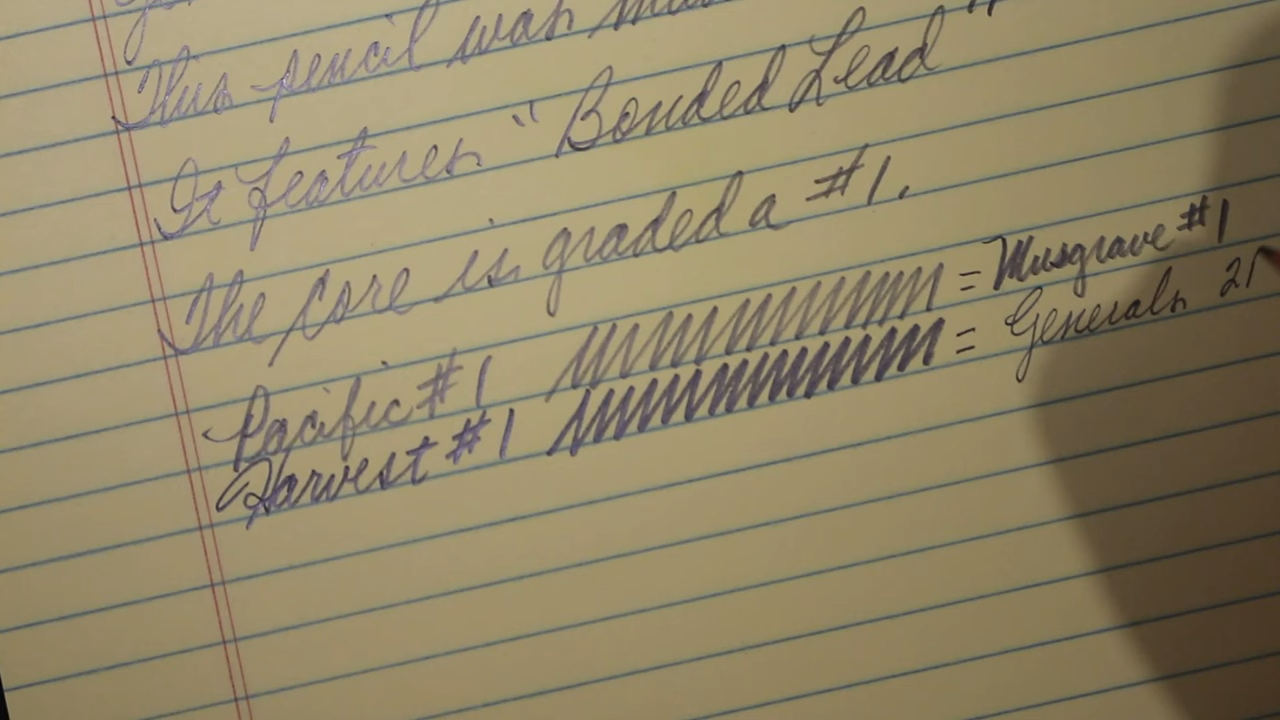 This pencil was
It features "Bonded Lead"
The core is graded a #1.
Pacific #1 = Musgrave #1
Harvest #1 = Generals